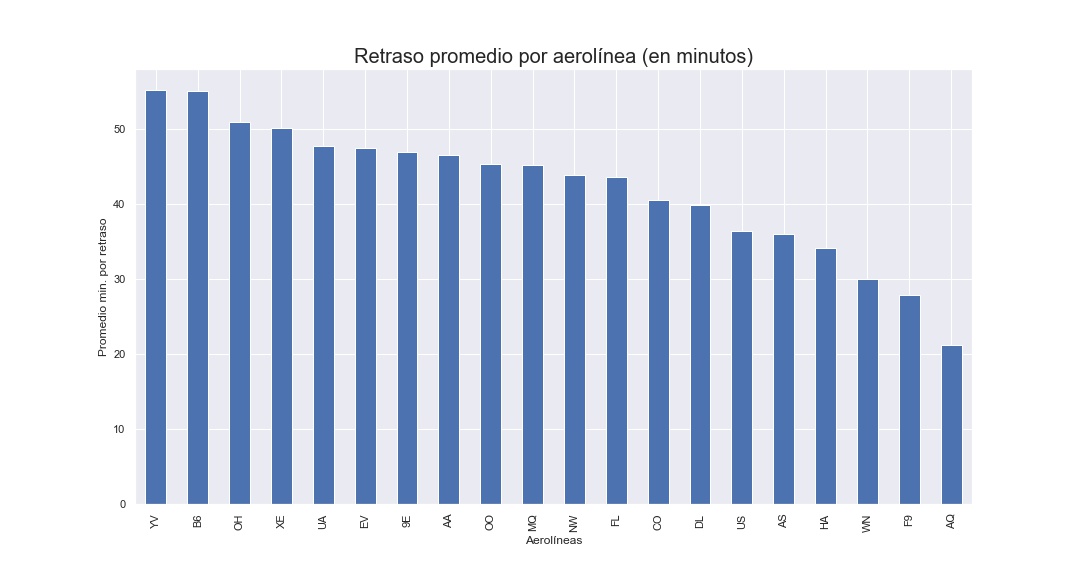 Retraso promedio por aerolínea (en minutos)
Promedio min. por retraso
50
40
30
20
10
0
YV B6 OH XE UA EV 9E AA OO MQ NW FL CO DL US AS HA WN F9 AQ
Aerolíneas